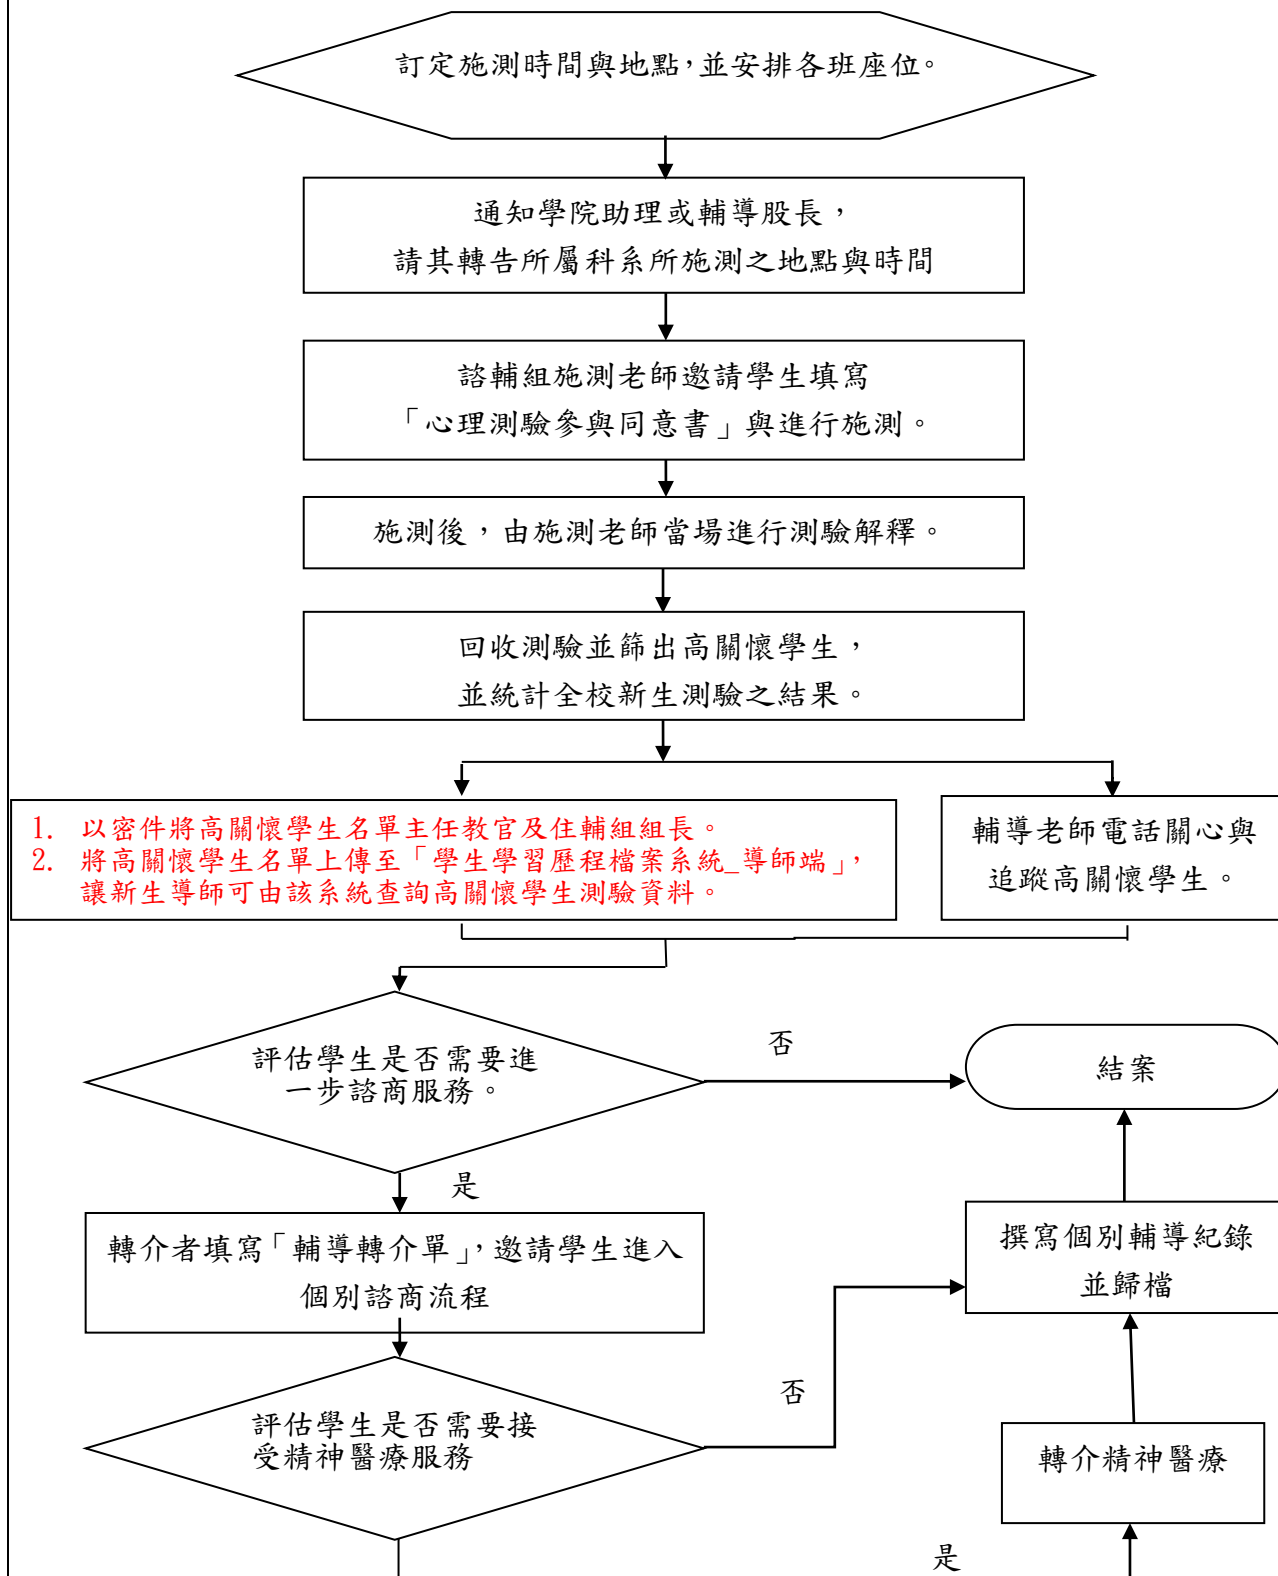 訂定施測時間與地點,並安排各班座位。
通知學院助理或輔導股長，
請其轉告所屬科系所施測之地點與時間
諮輔組施測老師邀請學生填寫
「心理測驗參與同意書」與進行施測。
施測後，由施測老師當場進行測驗解釋。
回收測驗並篩出高關懷學生，
並統計全校新生測驗之結果。
1. 以密件將高關懷學生名單主任教官及住輔組組長。
2. 將高關懷學生名單上傳至「學生學習歷程檔案系統_導師端」,
讓新生導師可由該系統查詢高關懷學生測驗資料。
輔導老師電話關心與
追蹤高關懷學生。
評估學生是否需要進
一步諮商服務。
否
結案
是
轉介者填寫「輔導轉介單」,邀請學生進入
個別諮商流程
撰寫個別輔導紀錄
並歸檔
評估學生是否需要接
受精神醫療服務
否
轉介精神醫療
是